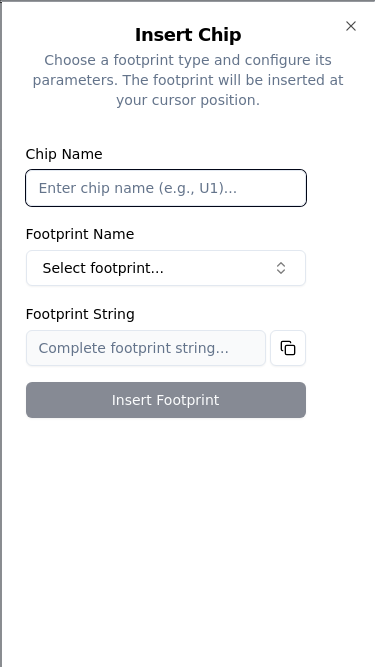 Insert Chip
Choose a footprint type and configure its
parameters. The footprint will be inserted at
your cursor position.
Chip Name
Enter chip name (e.g., U1)...
Footprint Name
Select footprint...
Footprint String
Complete footprint string...
Insert Footprint